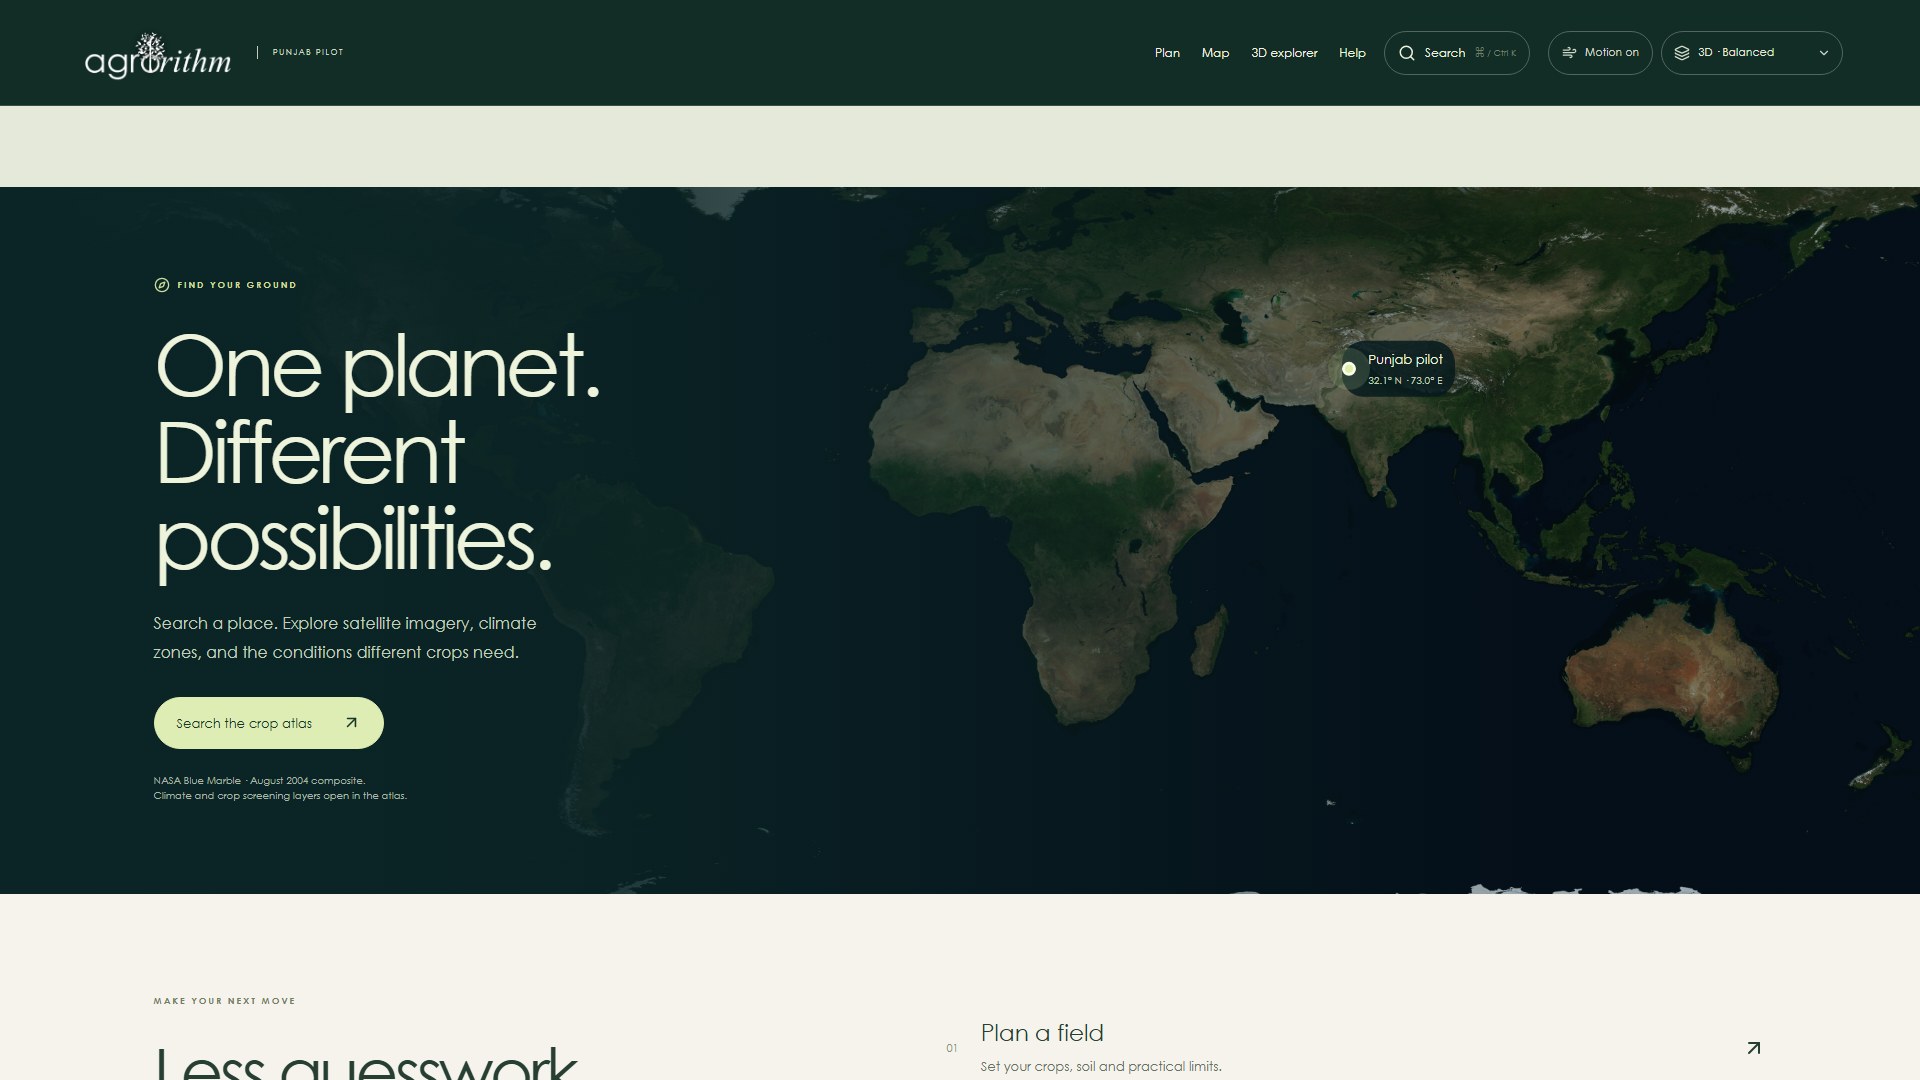 agrorithm
PUNJAB PILOT
Plan
Map
3D explorer
Help
Search ⌘ / Ctrl K
Motion on
3D · Balanced
FIND YOUR GROUND
One planet.
Different
possibilities.
Search a place. Explore satellite imagery, climate
zones, and the conditions different crops need.
Search the crop atlas
NASA Blue Marble · August 2004 composite.
Climate and crop screening layers open in the atlas.
Punjab pilot
32.1° N · 73.0° E
MAKE YOUR NEXT MOVE
Less guesswork
01
Plan a field
Set your crops, soil and practical limits.